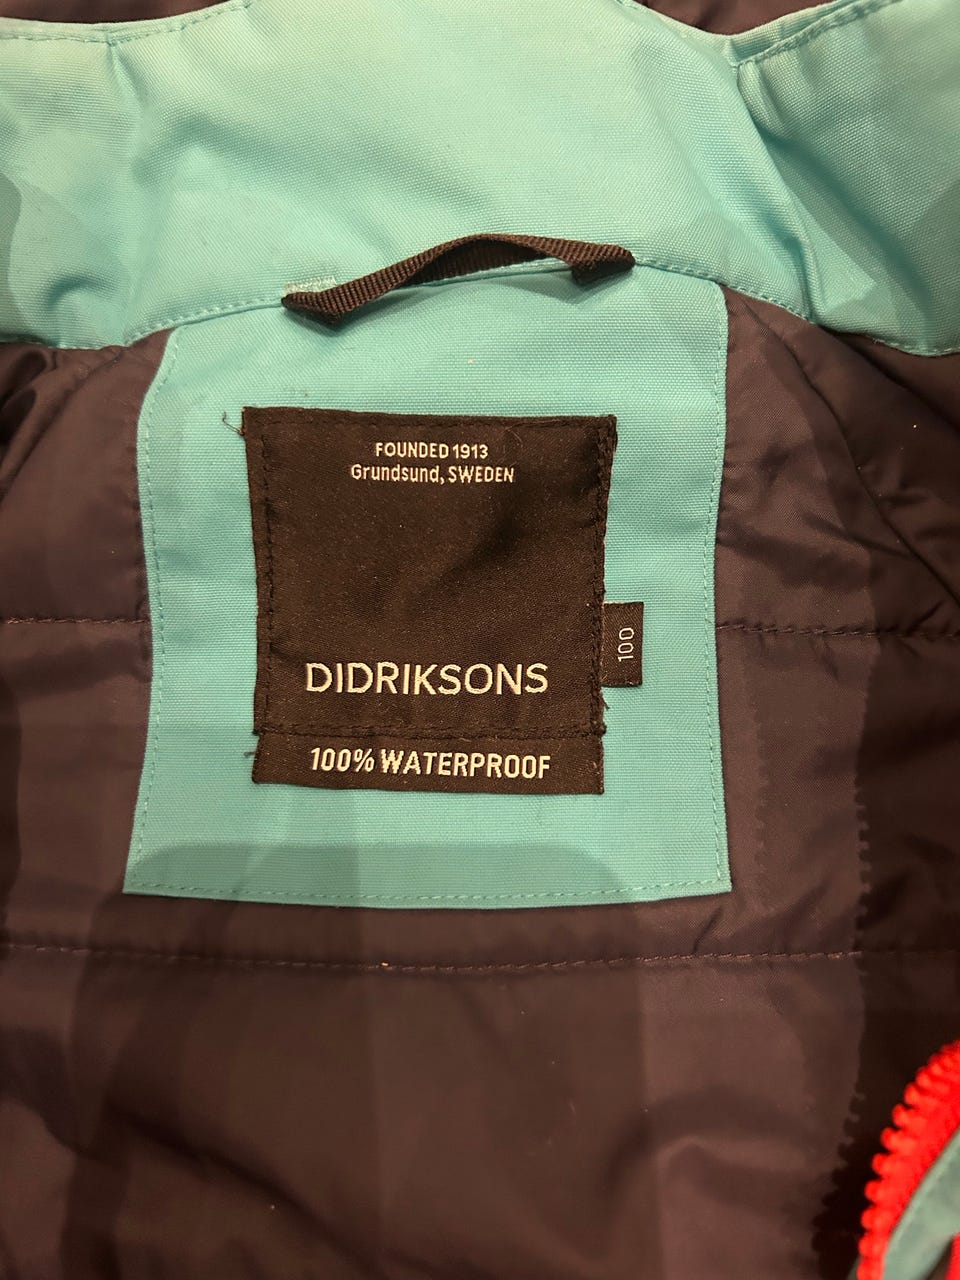 FOUNDED 1913
Grundsund, SWEDEN
DIDRIKSONS
100
100% WATERPROOF